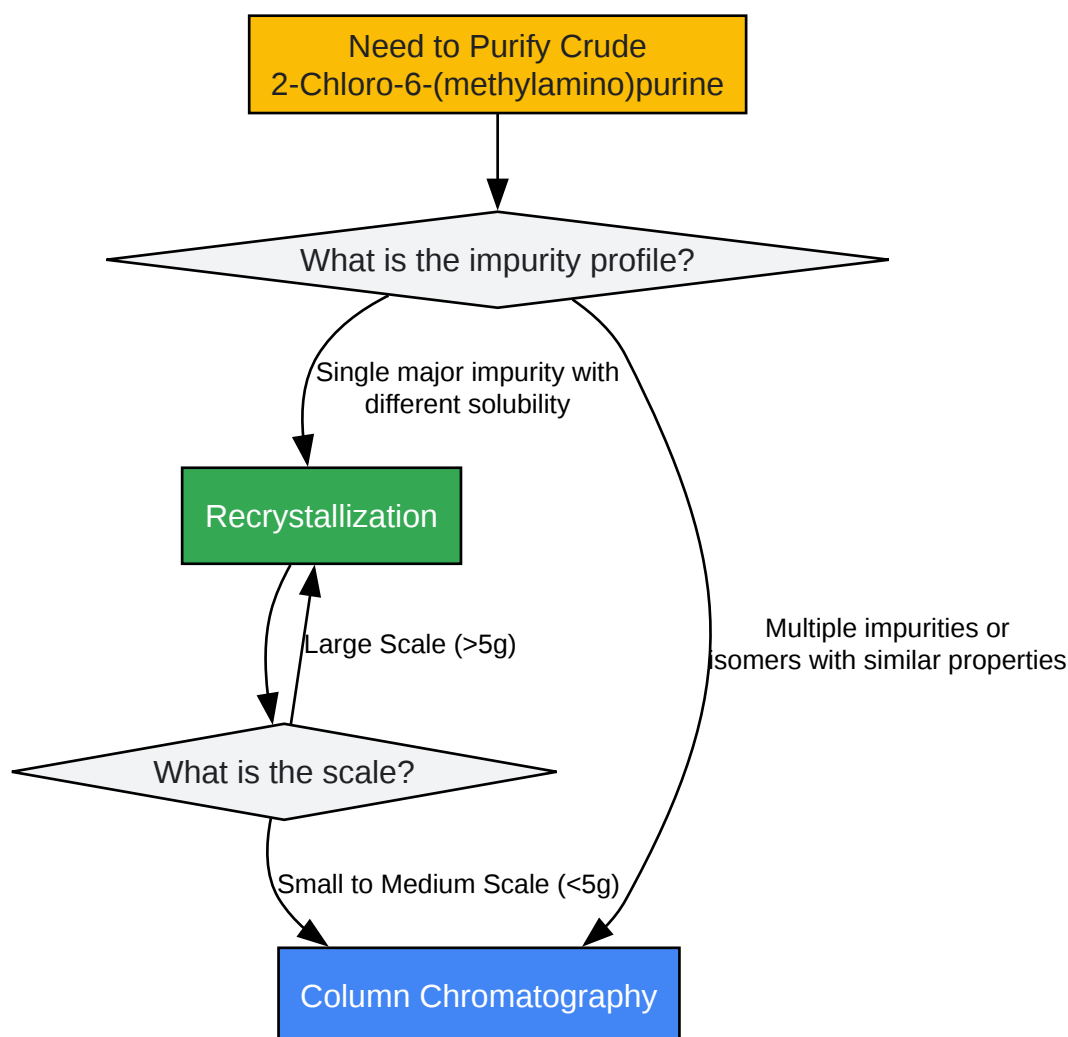 Need to Purify Crude
2-Chloro-6-(methylamino)purine
What is the impurity profile?
Single major impurity with
different solubility
Recrystallization
Large Scale (>5g)
Multiple impurities or
isomers with similar properties
What is the scale?
Small to Medium Scale (<5g)
Column Chromatography